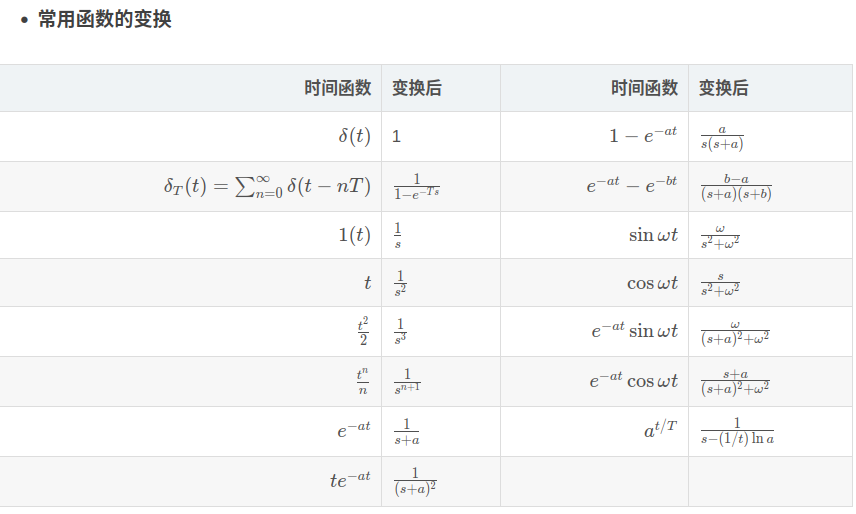 • 常用函数的变换
时间函数 变换后 时间函数 变换后
$\delta(t)$ 1 $1-e^{-at}$ $\frac{a}{s(s+a)}$
$\delta_T(t)=\sum_{n=0}^{\infty}\delta(t-nT)$ $\frac{1}{1-e^{-Ts}}$ $e^{-at}-e^{-bt}$ $\frac{b-a}{(s+a)(s+b)}$
$1(t)$ $\frac{1}{s}$ $\sin\omega t$ $\frac{\omega}{s^2+\omega^2}$
$t$ $\frac{1}{s^2}$ $\cos\omega t$ $\frac{s}{s^2+\omega^2}$
$\frac{t^2}{2}$ $\frac{1}{s^3}$ $e^{-at}\sin\omega t$ $\frac{\omega}{(s+a)^2+\omega^2}$
$\frac{t^n}{n}$ $\frac{1}{s^{n+1}}$ $e^{-at}\cos\omega t$ $\frac{s+a}{(s+a)^2+\omega^2}$
$e^{-at}$ $\frac{1}{s+a}$ $a^{t/T}$ $\frac{1}{s-(1/t)\ln a}$
$te^{-at}$ $\frac{1}{(s+a)^2}$